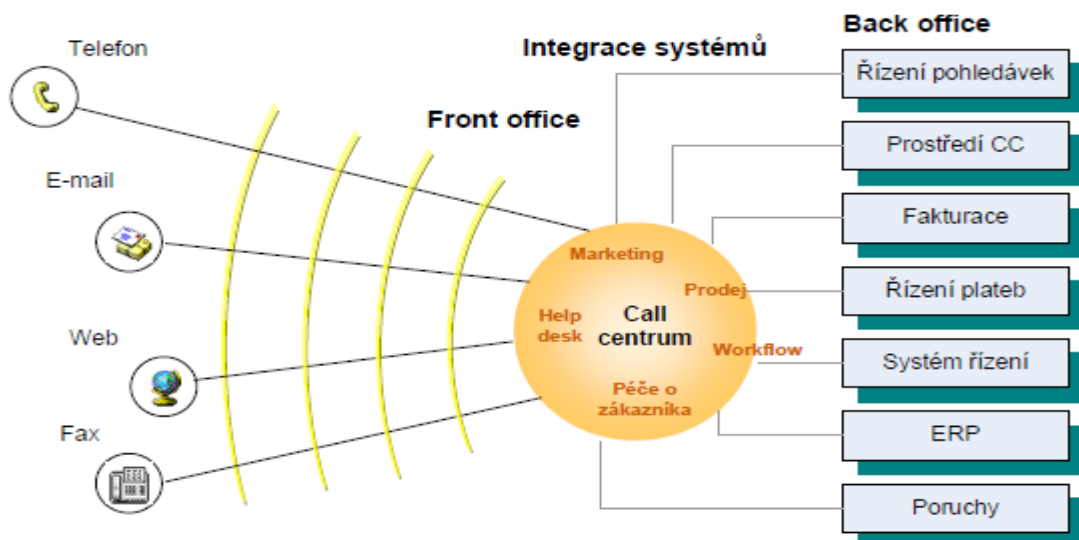 Telefon
E-mail
Web
Fax
Front office
Integrace systémů
Marketing
Prodej
Help
desk
Call
centrum
Workflow
Péče o
zákazníka
Back office
Řízení pohledávek
Prostředí CC
Fakturace
Řízení plateb
Systém řízení
ERP
Poruchy